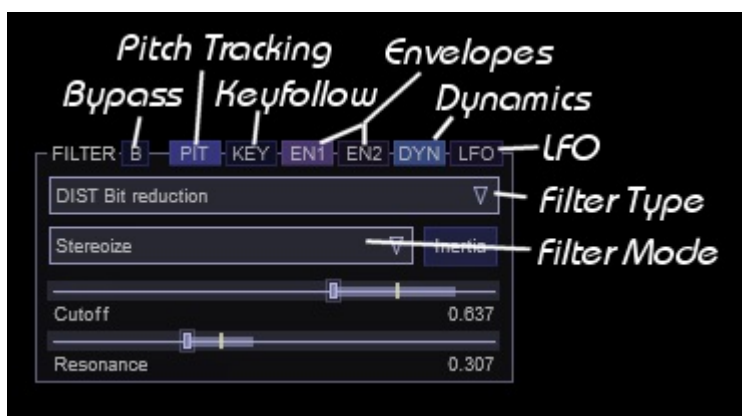 Pitch Tracking Envelopes
Bypass Keyfollow Dynamics
FILTER B PIT KEY EN1 EN2 DYN LFO LFO
DIST Bit reduction Filter Type
Stereoize Inertia Filter Mode
Cutoff 0.637
Resonance 0.307